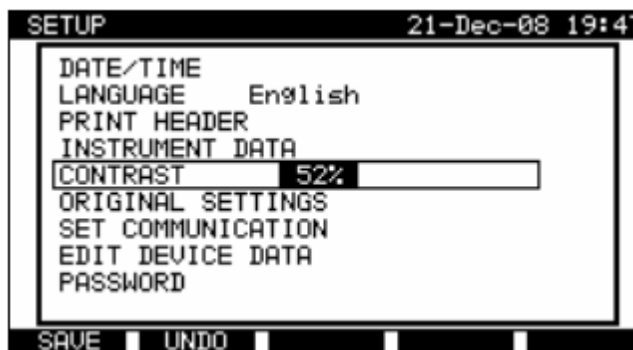 SETUP 21-Dec-08 19:4
DATE/TIME
LANGUAGE English
PRINT HEADER
INSTRUMENT DATA
CONTRAST 52%
ORIGINAL SETTINGS
SET COMMUNICATION
EDIT DEVICE DATA
PASSWORD
SAVE UNDO